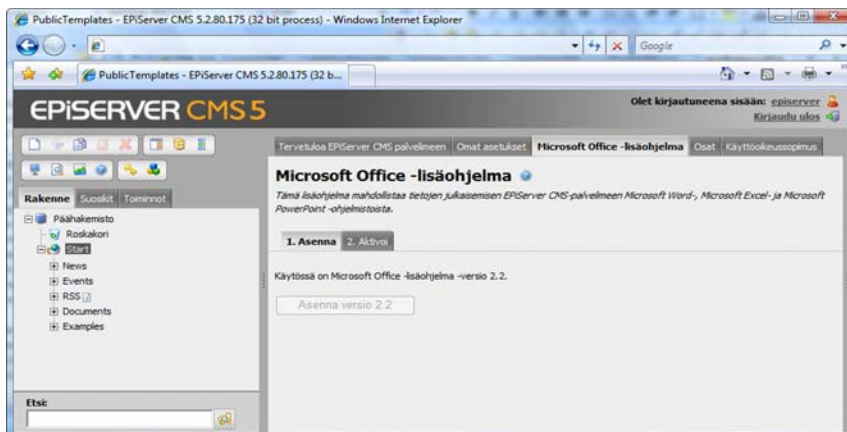 PublicTemplates - EPiServer CMS 5.2.80.175 (32 bit process) - Windows Internet Explorer
Google
PublicTemplates - EPiServer CMS 5.2.80.175 (32 b...
EPiSERVER CMS 5
Olet kirjautuneena sisään: episerver
Kirjaudu ulos
Tervetuloa EPiServer CMS palvelimeen Omat asetukset Microsoft Office -lisäohjelma Osat Käyttöoikeussopimus
Rakenne Suosikit Toiminnot
Microsoft Office -lisäohjelma
Tämä lisäohjelma mahdollistaa tietojen julkaisemisen EPiServer CMS-palvelimeen Microsoft Word-, Microsoft Excel- ja Microsoft
PowerPoint -ohjelmistoista.
Päähakemisto
Roskakori
Start
News
Events
RSS
Documents
Examples
1. Asenna 2. Aktivoi
Käytössä on Microsoft Office -lisäohjelma -versio 2.2.
Asenna versio 2.2
Etsi: